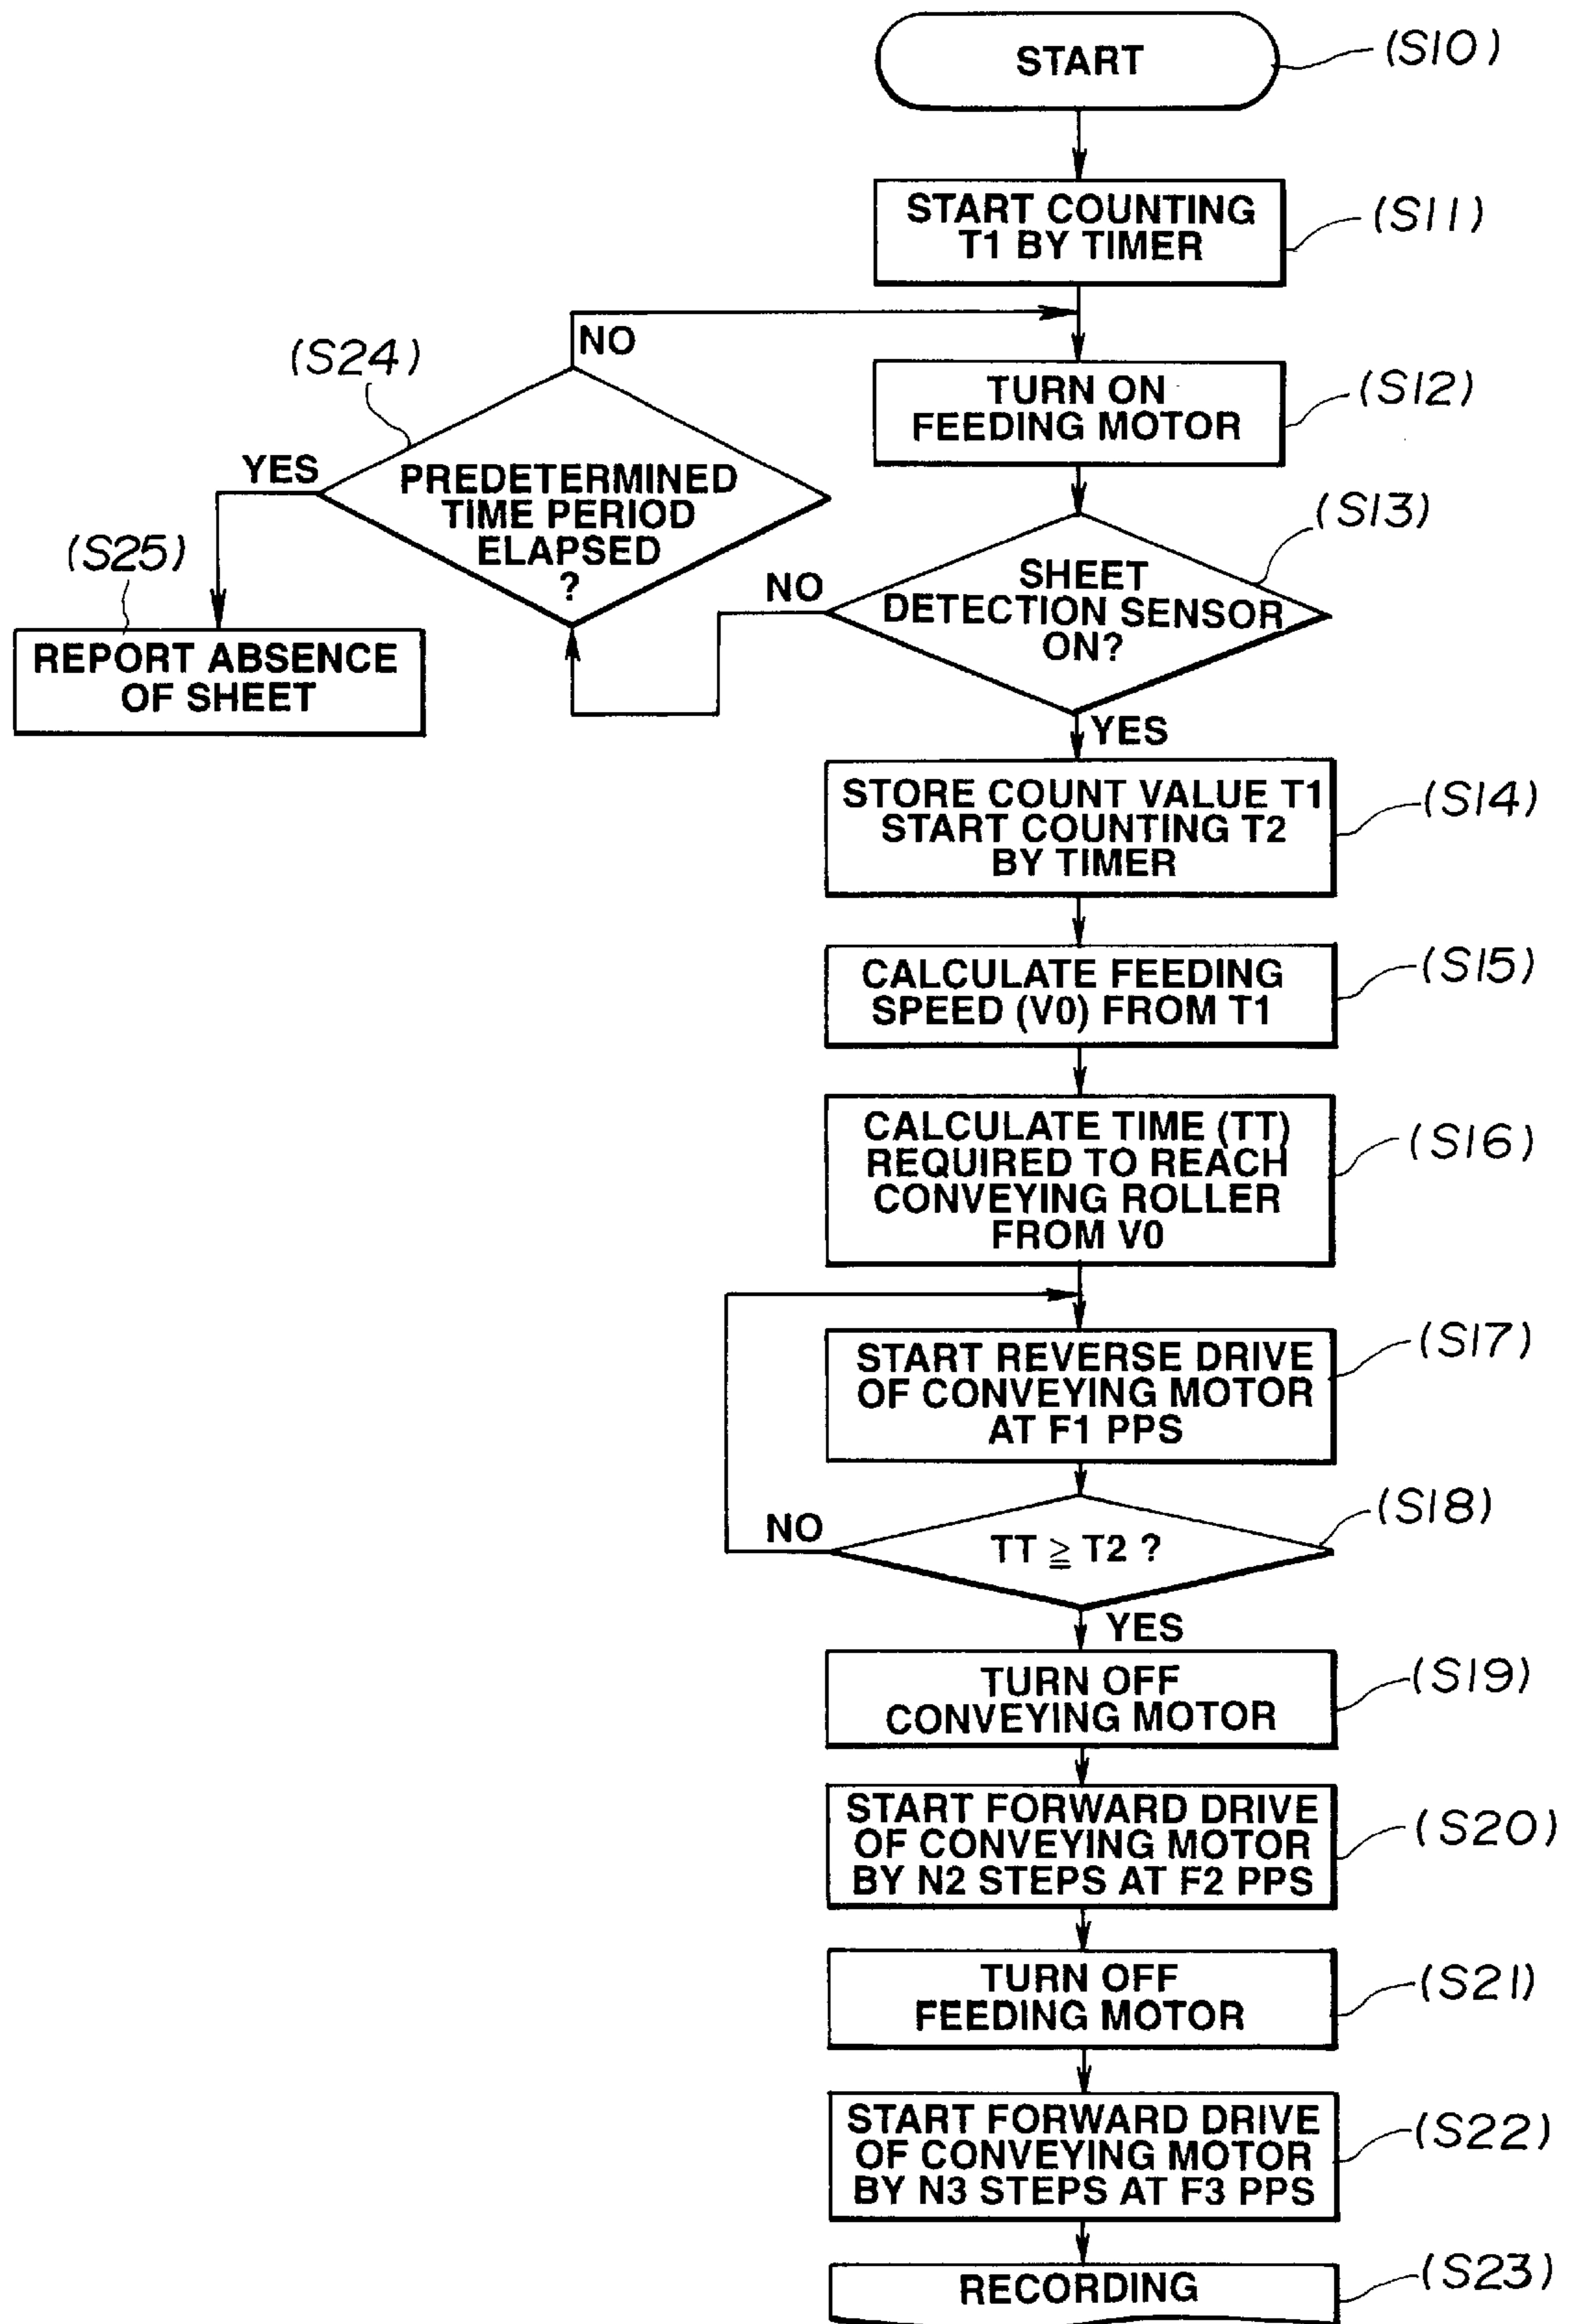 START
(S10)
START COUNTING
T1 BY TIMER
(S11)
NO
(S24)
TURN ON
FEEDING MOTOR
(S12)
YES
PREDETERMINED
TIME PERIOD
ELAPSED
?
(S13)
(S25)
NO
SHEET
DETECTION SENSOR
ON?
REPORT ABSENCE
OF SHEET
YES
STORE COUNT VALUE T1
START COUNTING T2
BY TIMER
(S14)
CALCULATE FEEDING
SPEED (V0) FROM T1
(S15)
CALCULATE TIME (TT)
REQUIRED TO REACH
CONVEYING ROLLER
FROM V0
(S16)
START REVERSE DRIVE
OF CONVEYING MOTOR
AT F1 PPS
(S17)
NO
TT ≧ T2 ?
(S18)
YES
TURN OFF
CONVEYING MOTOR
(S19)
START FORWARD DRIVE
OF CONVEYING MOTOR
BY N2 STEPS AT F2 PPS
(S20)
TURN OFF
FEEDING MOTOR
(S21)
START FORWARD DRIVE
OF CONVEYING MOTOR
BY N3 STEPS AT F3 PPS
(S22)
RECORDING
(S23)